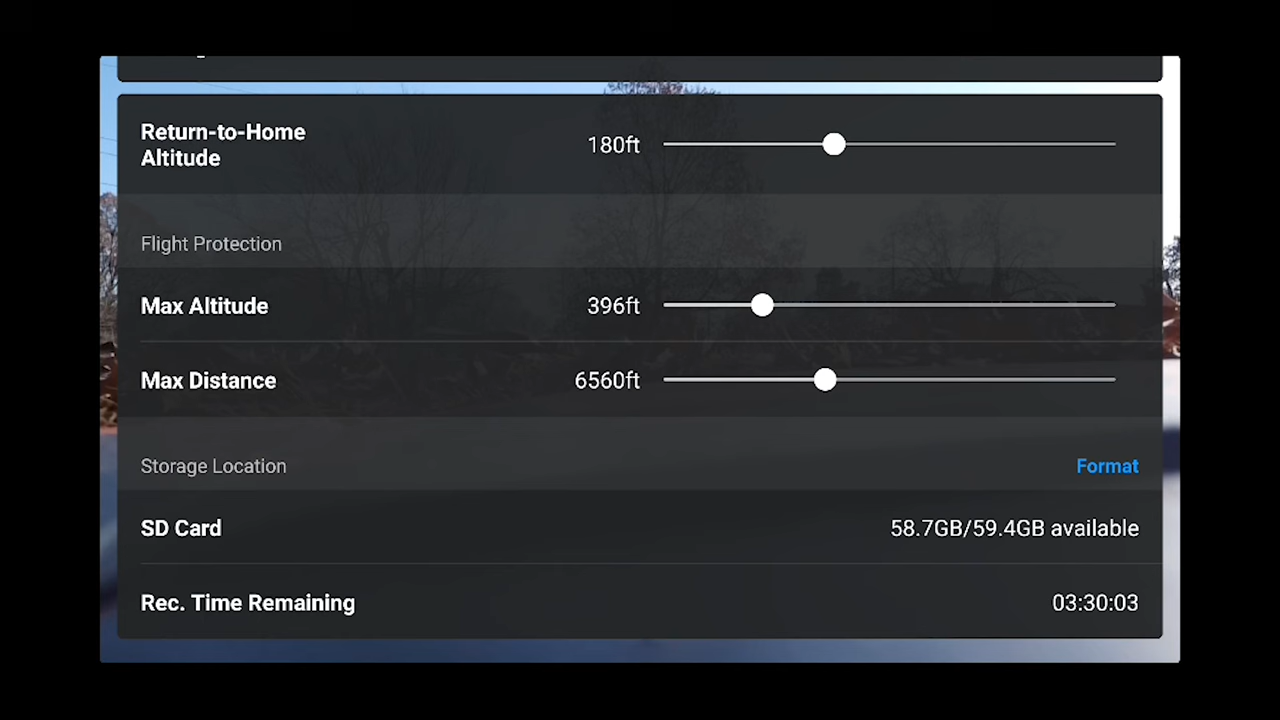 Return-to-Home
Altitude
180ft
Flight Protection
Max Altitude
396ft
Max Distance
6560ft
Storage Location
Format
SD Card
58.7GB/59.4GB available
Rec. Time Remaining
03:30:03